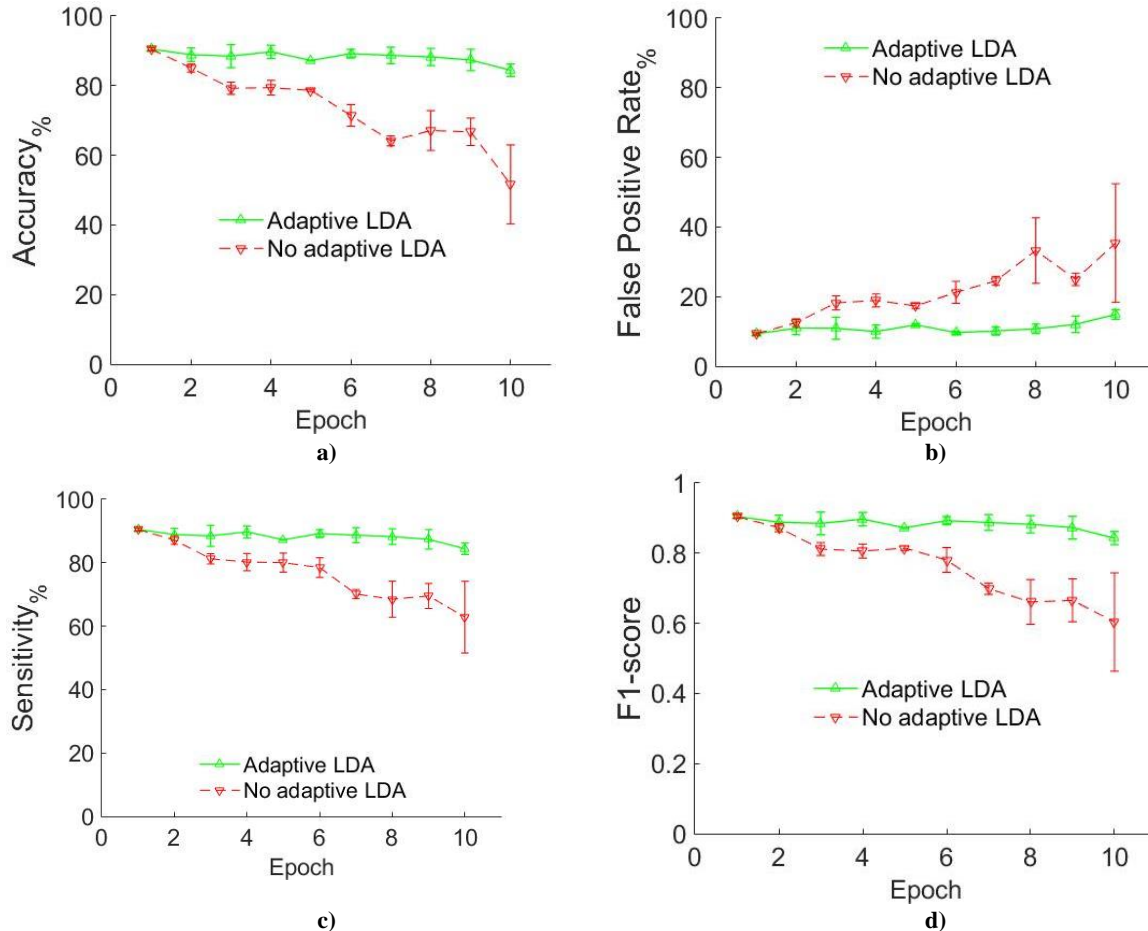 100
80
60
40
20
0
Accuracy%
Adaptive LDA
No adaptive LDA
0 2 4 6 8 10
Epoch
a)
100
80
60
40
20
0
False Positive Rate%
Adaptive LDA
No adaptive LDA
0 2 4 6 8 10
Epoch
b)
100
80
60
40
20
0
Sensitivity%
Adaptive LDA
No adaptive LDA
0 2 4 6 8 10
Epoch
c)
1
0.8
0.6
0.4
0.2
0
F1-score
Adaptive LDA
No adaptive LDA
0 2 4 6 8 10
Epoch
d)